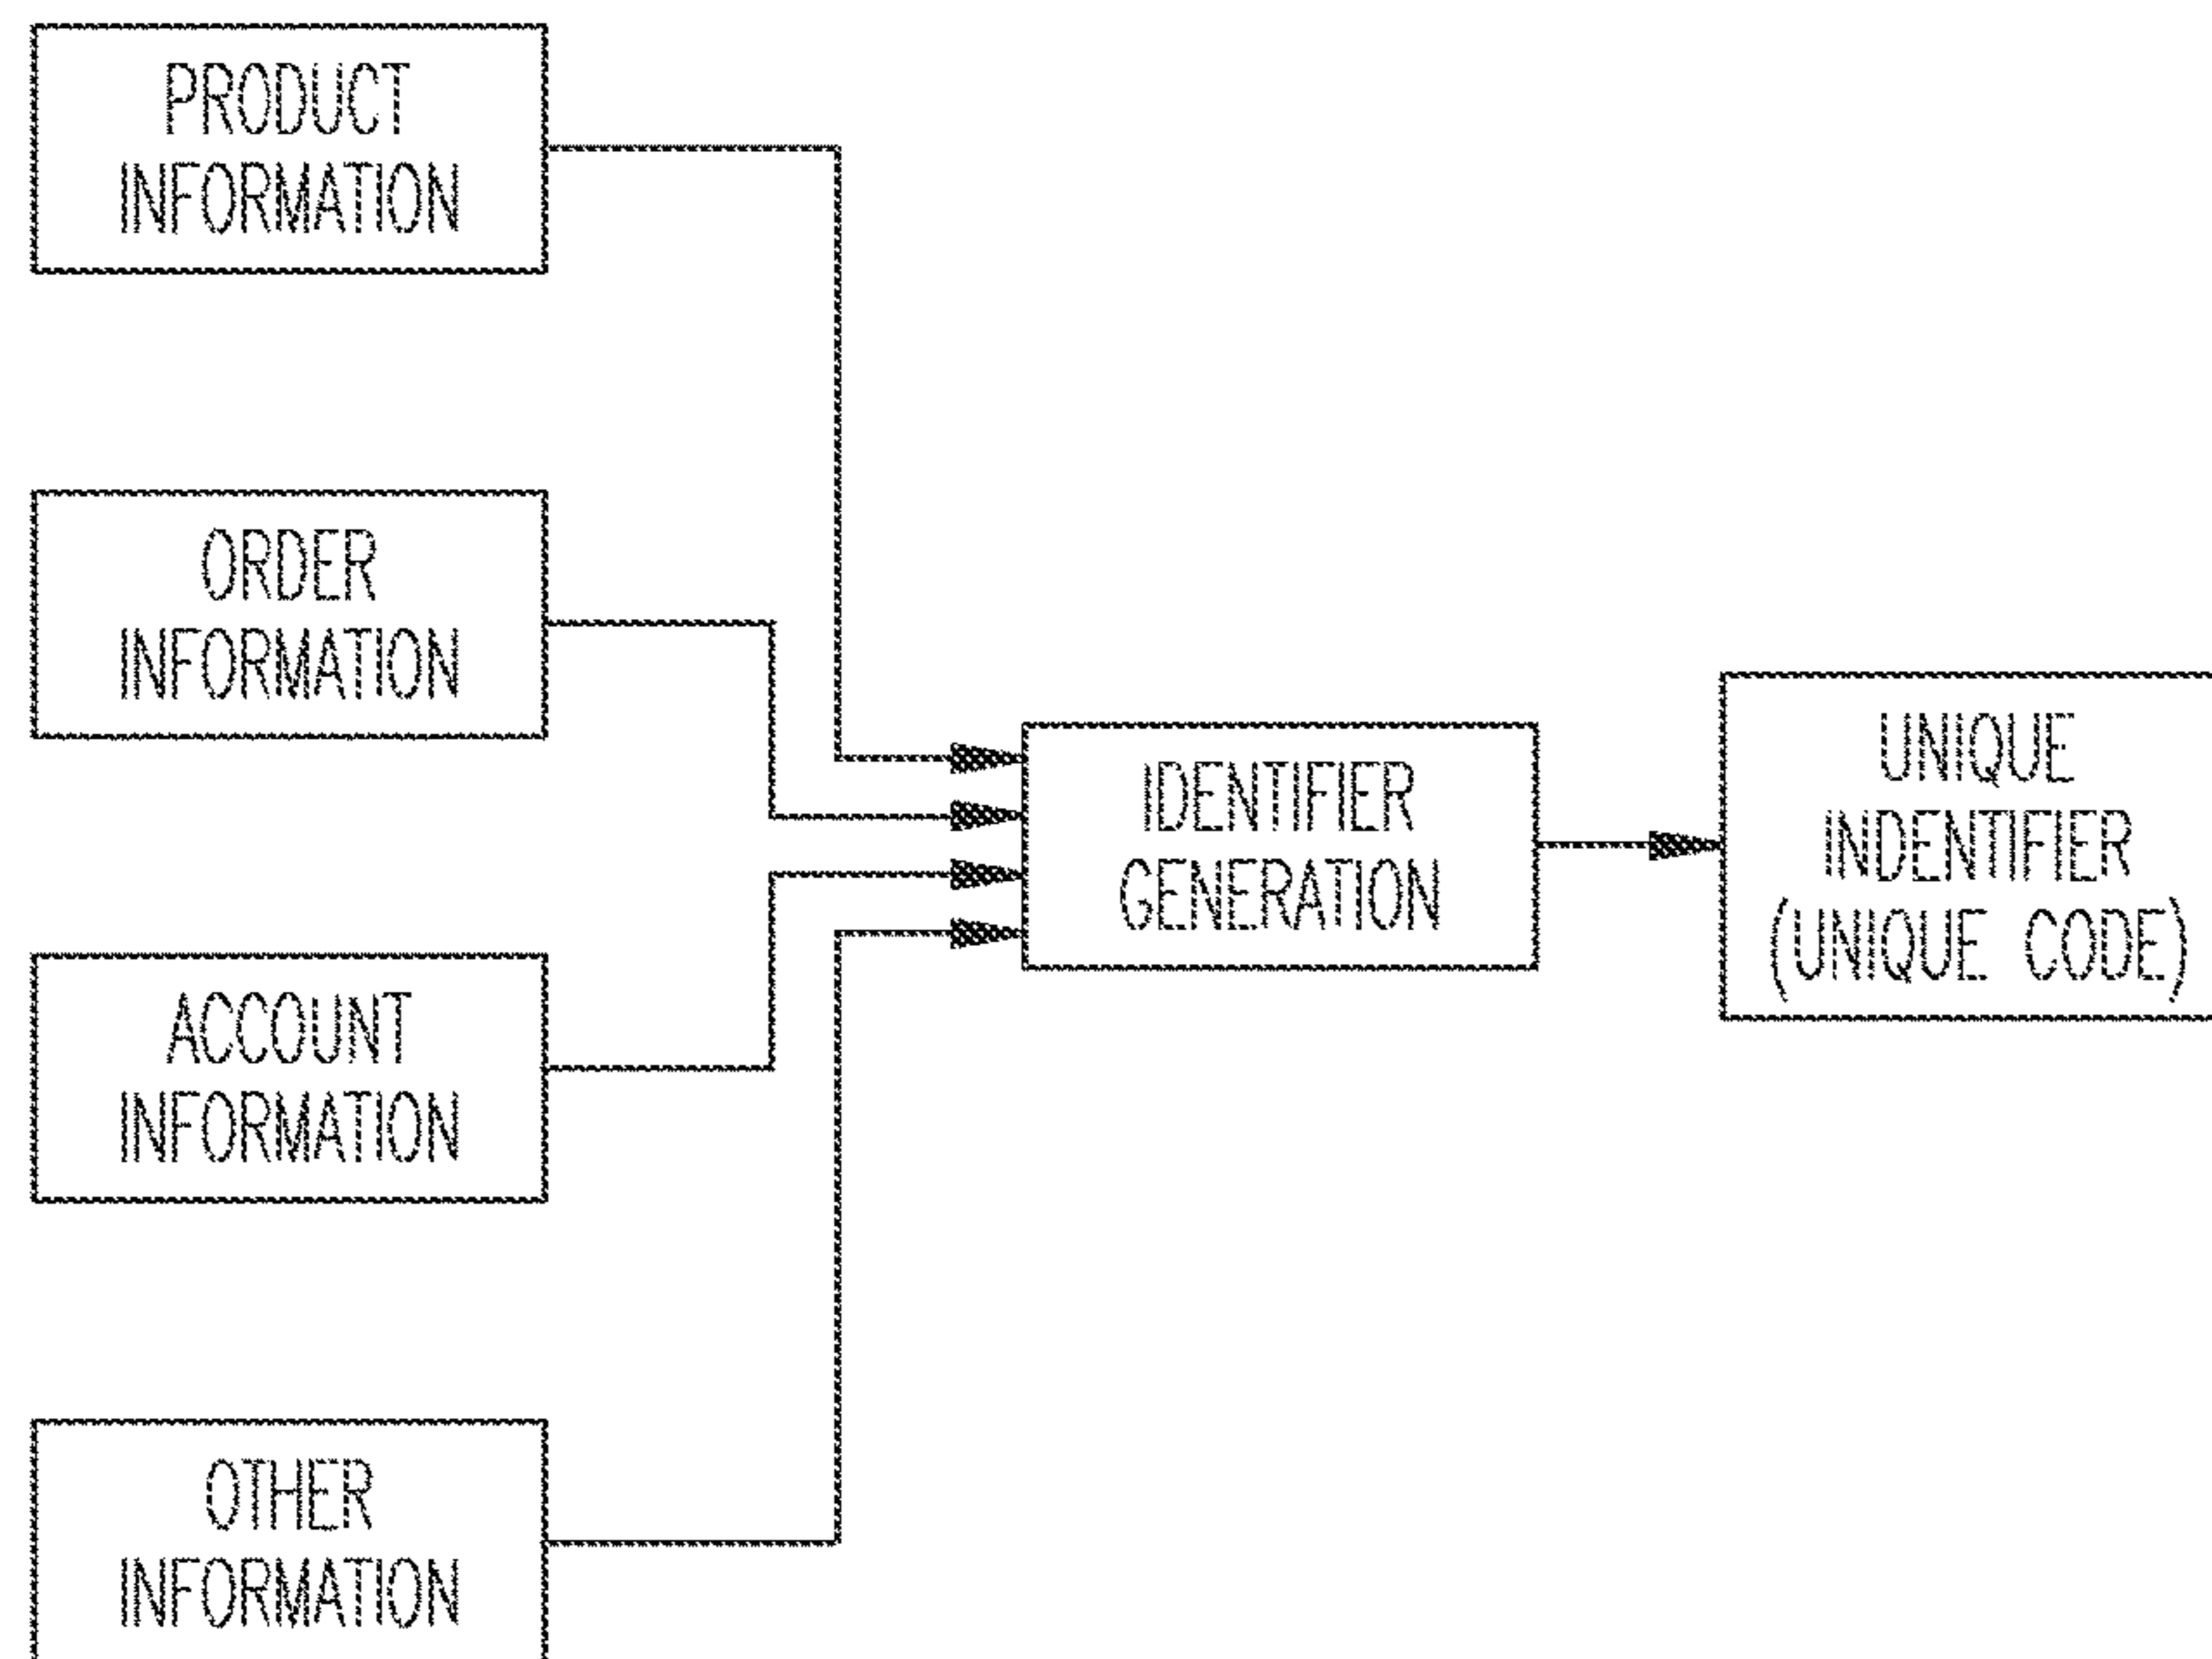 PRODUCT
INFORMATION
ORDER
INFORMATION
ACCOUNT
INFORMATION
OTHER
INFORMATION
IDENTIFIER
GENERATION
UNIQUE
INDENTIFIER
(UNIQUE CODE)